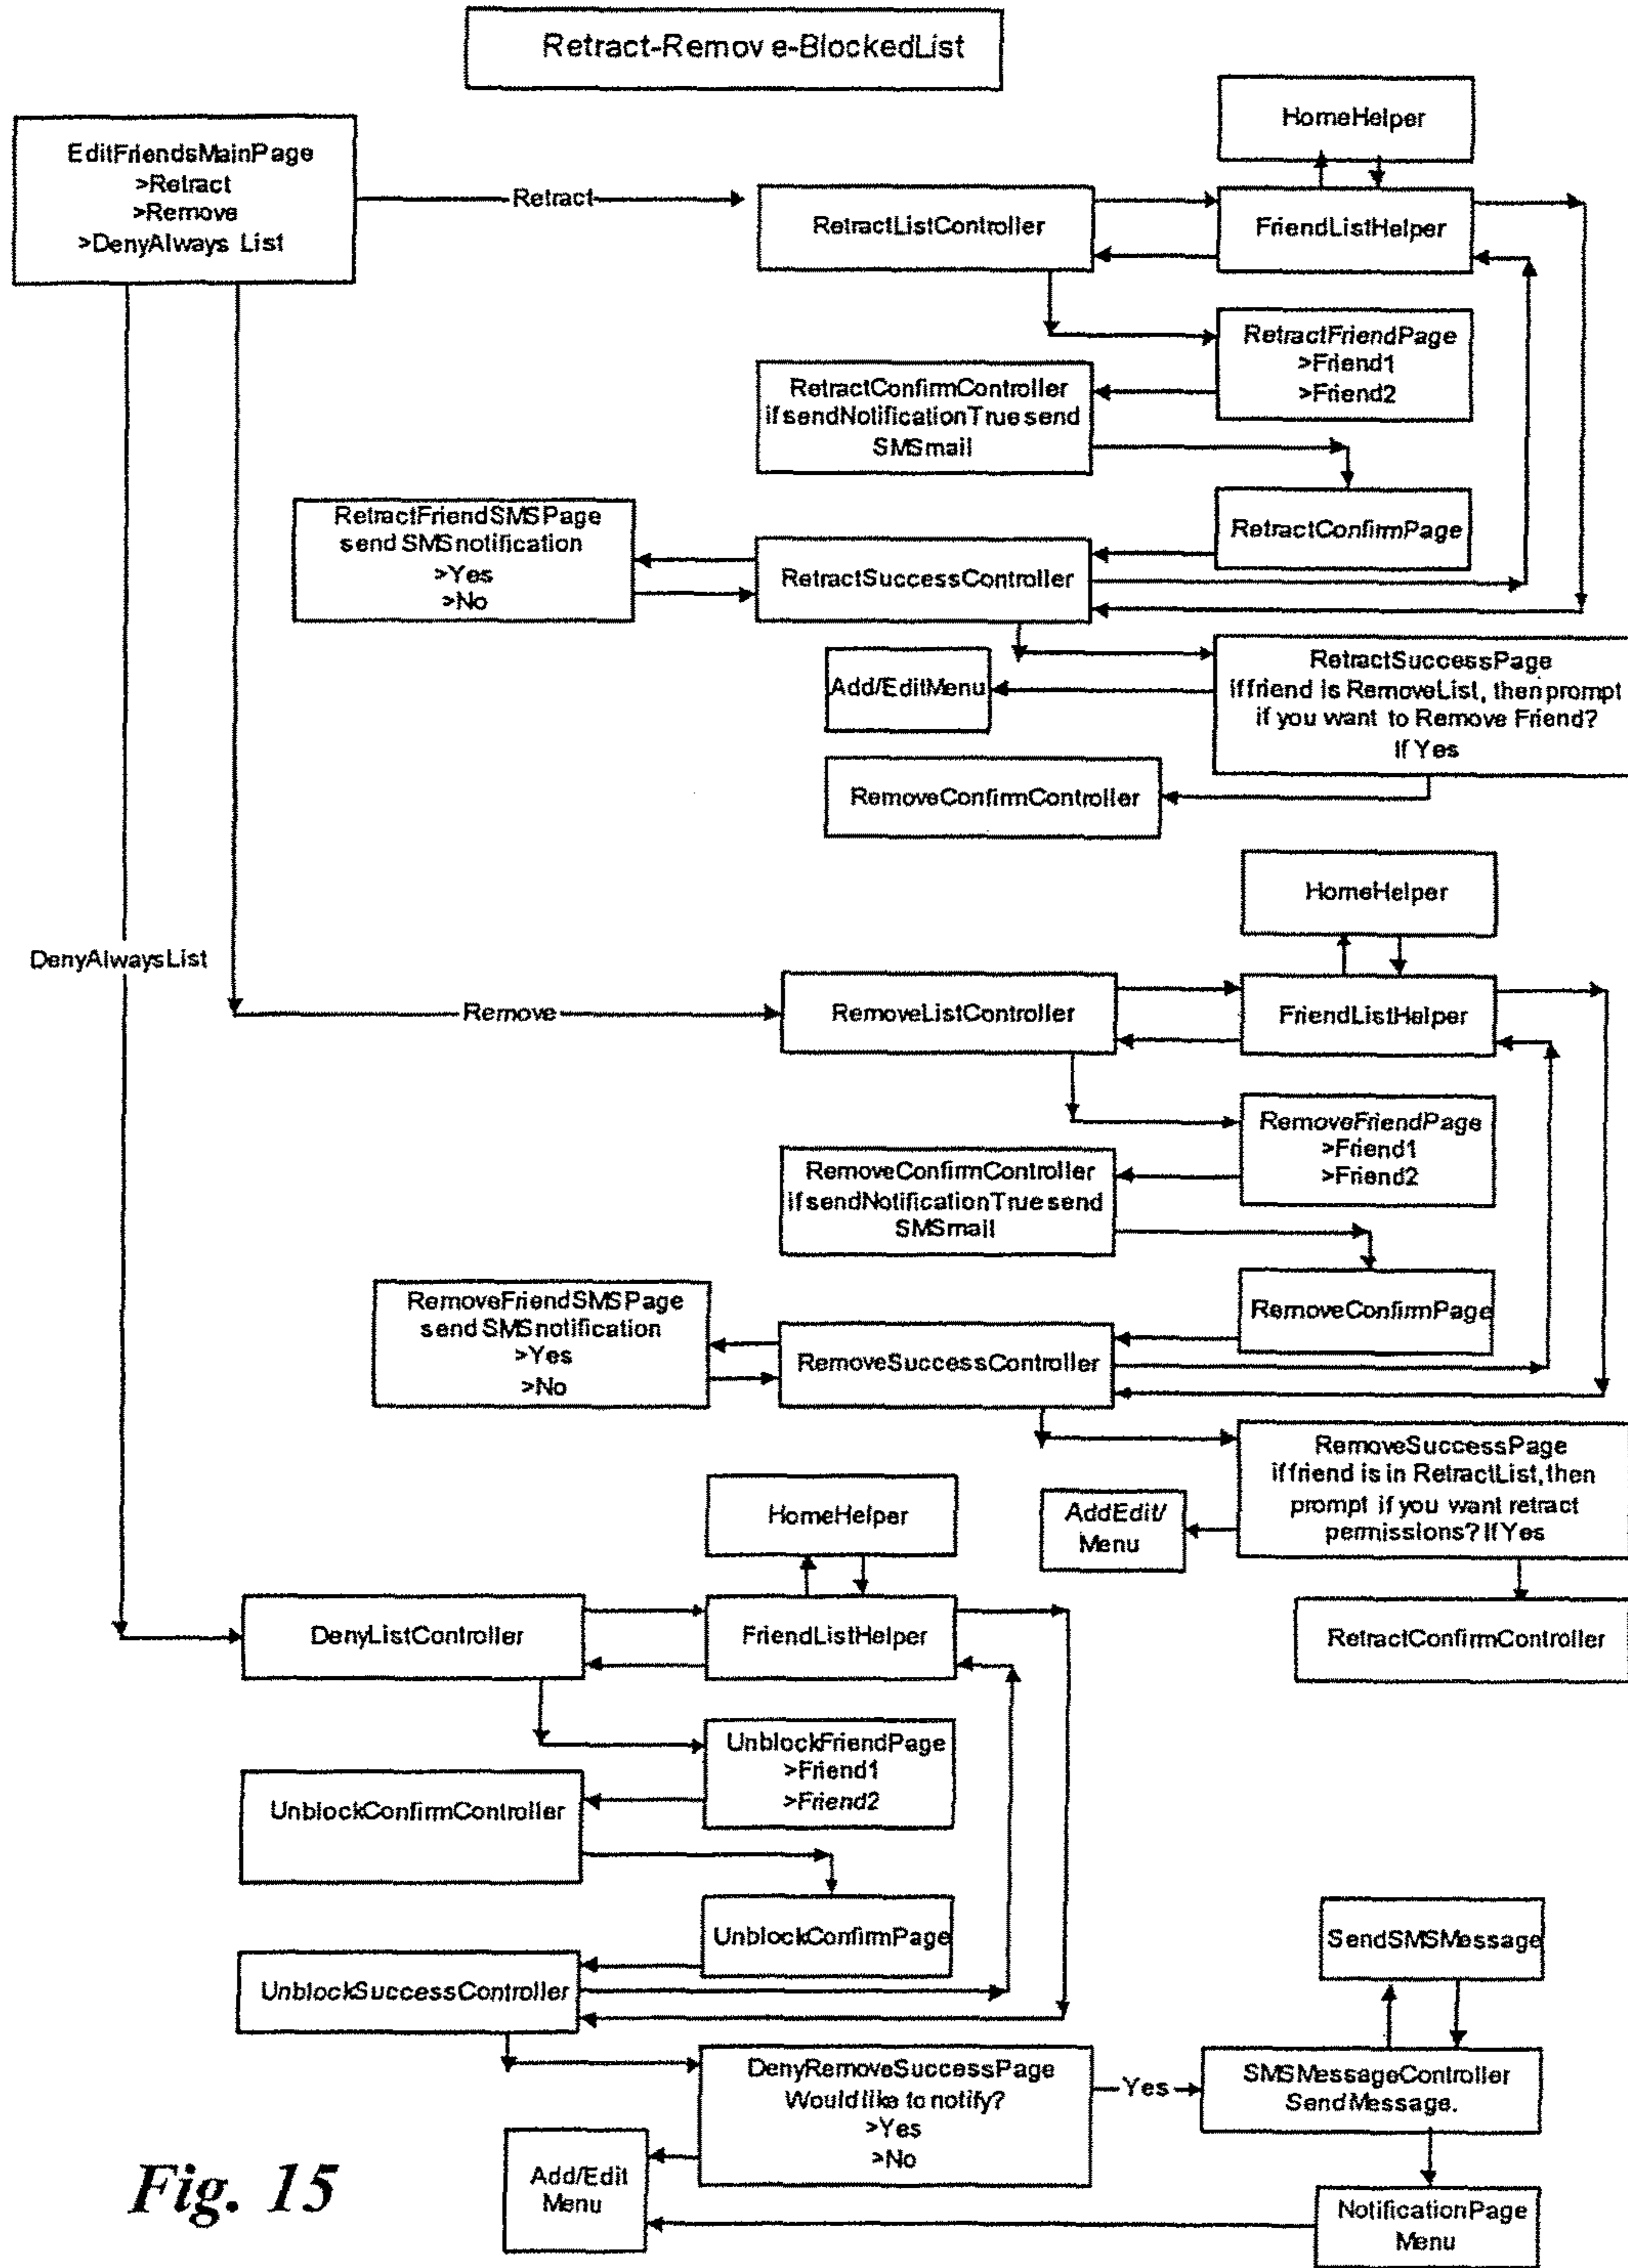 Retract-Remove-BlockedList
HomeHelper
EditFriendsMainPage
>Retract
>Remove
>DenyAlways List
Retract
RetractListController
FriendListHelper
RetractFriendPage
>Friend1
>Friend2
RetractConfirmController
if sendNotificationTrue send
SMSmail
RetractConfirmPage
RetractFriendSMSPage
send SMSnotification
>Yes
>No
RetractSuccessController
RetractSuccessPage
if friend is RemoveList, then prompt
if you want to Remove Friend?
If Yes
Add/EditMenu
RemoveConfirmController
HomeHelper
DenyAlwaysList
Remove
RemoveListController
FriendListHelper
RemoveFriendPage
>Friend1
>Friend2
RemoveConfirmController
if sendNotificationTrue send
SMSmail
RemoveConfirmPage
RemoveFriendSMSPage
send SMSnotification
>Yes
>No
RemoveSuccessController
RemoveSuccessPage
if friend is in RetractList, then
prompt if you want retract
permissions? If Yes
AddEdit/
Menu
RetractConfirmController
HomeHelper
DenyListController
FriendListHelper
UnblockFriendPage
>Friend1
>Friend2
UnblockConfirmController
UnblockConfirmPage
UnblockSuccessController
SendSMSMessage
DenyRemoveSuccessPage
Would like to notify?
>Yes
>No
Yes
SMSMessageController
SendMessage.
Add/Edit
Menu
NotificationPage
Menu
Fig. 15